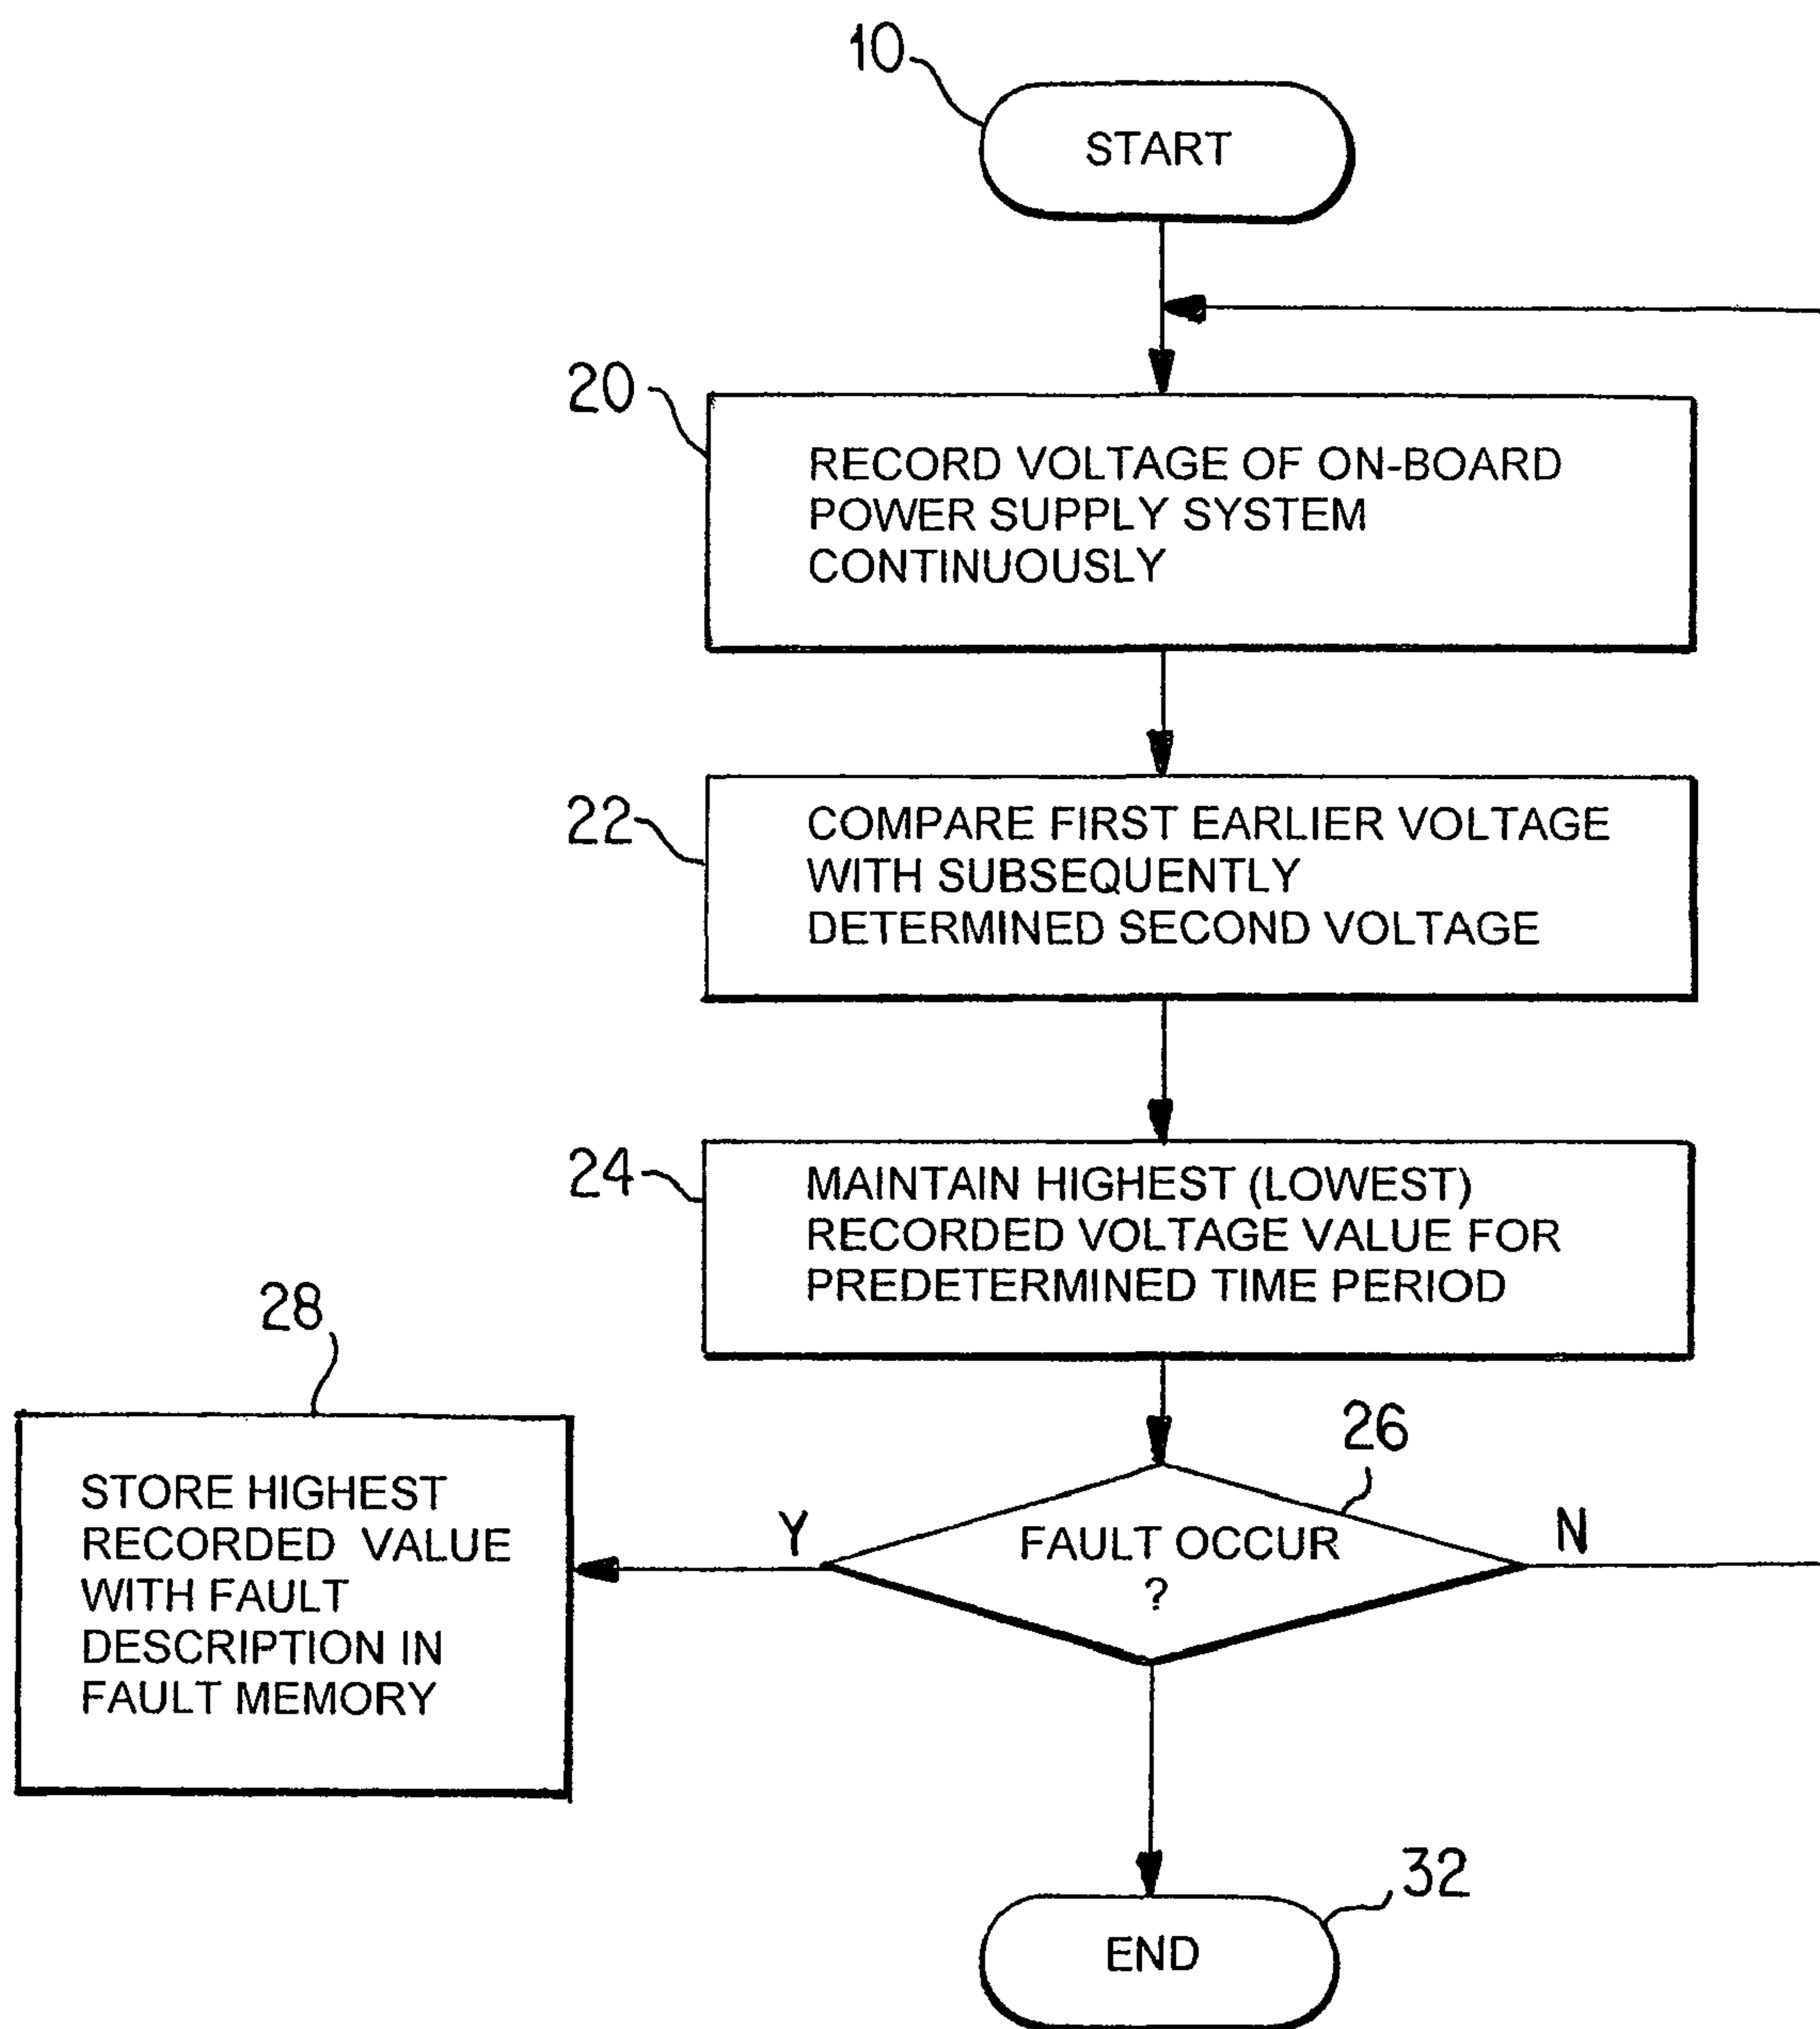 10
START
20
RECORD VOLTAGE OF ON-BOARD
POWER SUPPLY SYSTEM
CONTINUOUSLY
22
COMPARE FIRST EARLIER VOLTAGE
WITH SUBSEQUENTLY
DETERMINED SECOND VOLTAGE
24
MAINTAIN HIGHEST (LOWEST)
RECORDED VOLTAGE VALUE FOR
PREDETERMINED TIME PERIOD
28
STORE HIGHEST
RECORDED VALUE
WITH FAULT
DESCRIPTION IN
FAULT MEMORY
26
Y
FAULT OCCUR
?
N
32
END